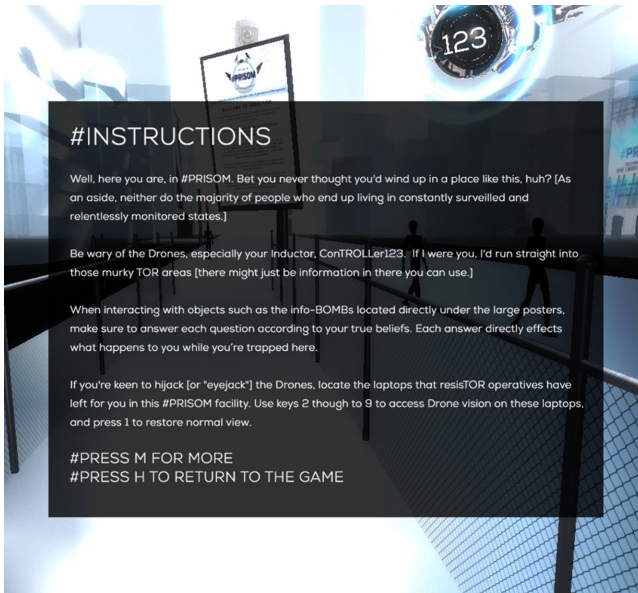 123
#PRISOM
#INSTRUCTIONS
Well, here you are, in #PRISOM. Bet you never thought you'd wind up in a place like this, huh? [As
an aside, neither do the majority of people who end up living in constantly surveilled and
relentlessly monitored states.]
Be wary of the Drones, especially your Inductor, ConTROLLer123. If I were you, I'd run straight into
those murky TOR areas [there might just be information in there you can use.]
When interacting with objects such as the info-BOMBs located directly under the large posters,
make sure to answer each question according to your true beliefs. Each answer directly effects
what happens to you while you're trapped here.
If you're keen to hijack [or "eyejack"] the Drones, locate the laptops that resisTOR operatives have
left for you in this #PRISOM facility. Use keys 2 though to 9 to access Drone vision on these laptops,
and press 1 to restore normal view.
#PRESS M FOR MORE
#PRESS H TO RETURN TO THE GAME